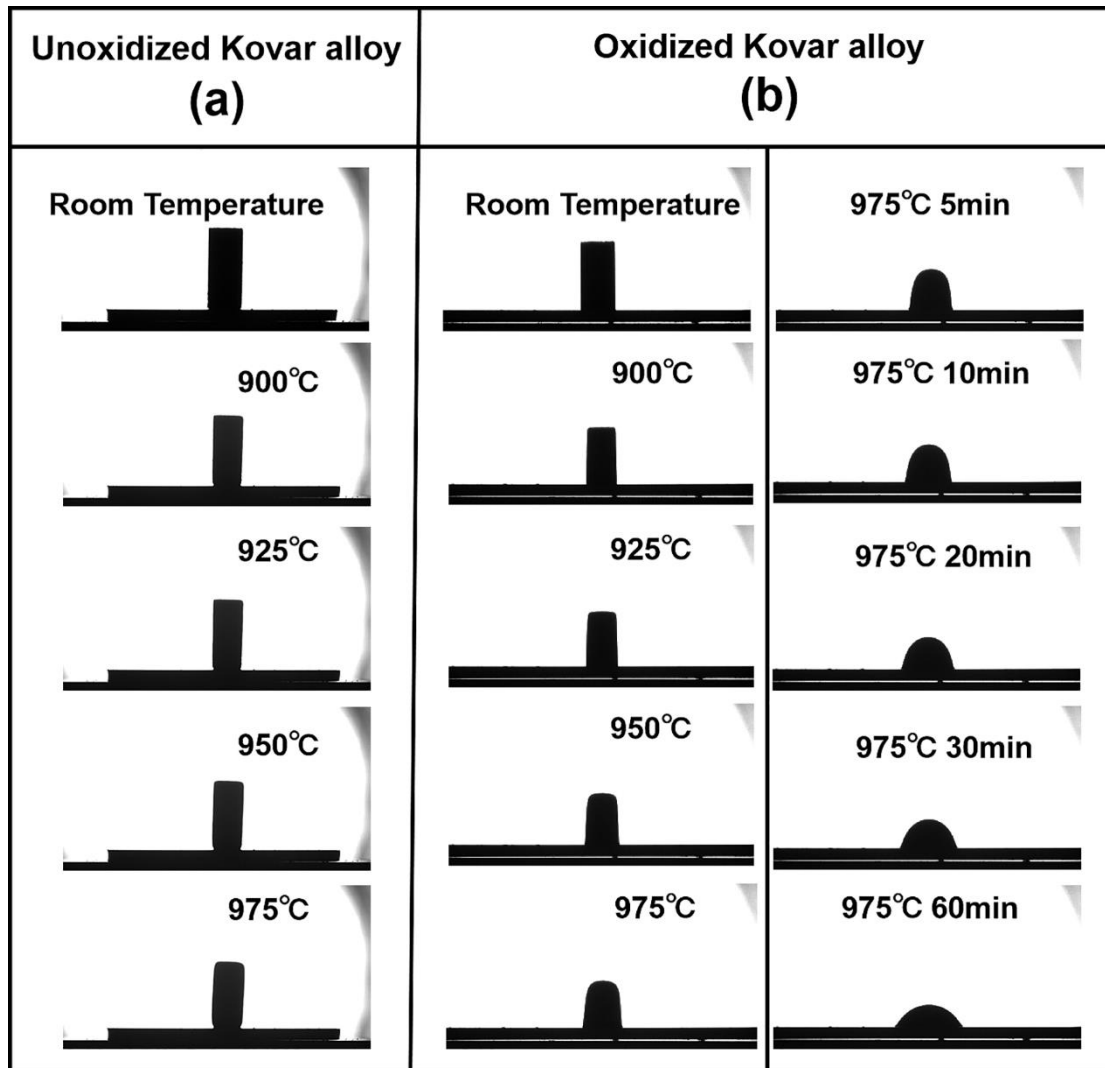 Unoxidized Kovar alloy
(a)
Oxidized Kovar alloy
(b)
Room Temperature
900℃
925℃
950℃
975℃
Room Temperature
900℃
925℃
950℃
975℃
975℃ 5min
975℃ 10min
975℃ 20min
975℃ 30min
975℃ 60min